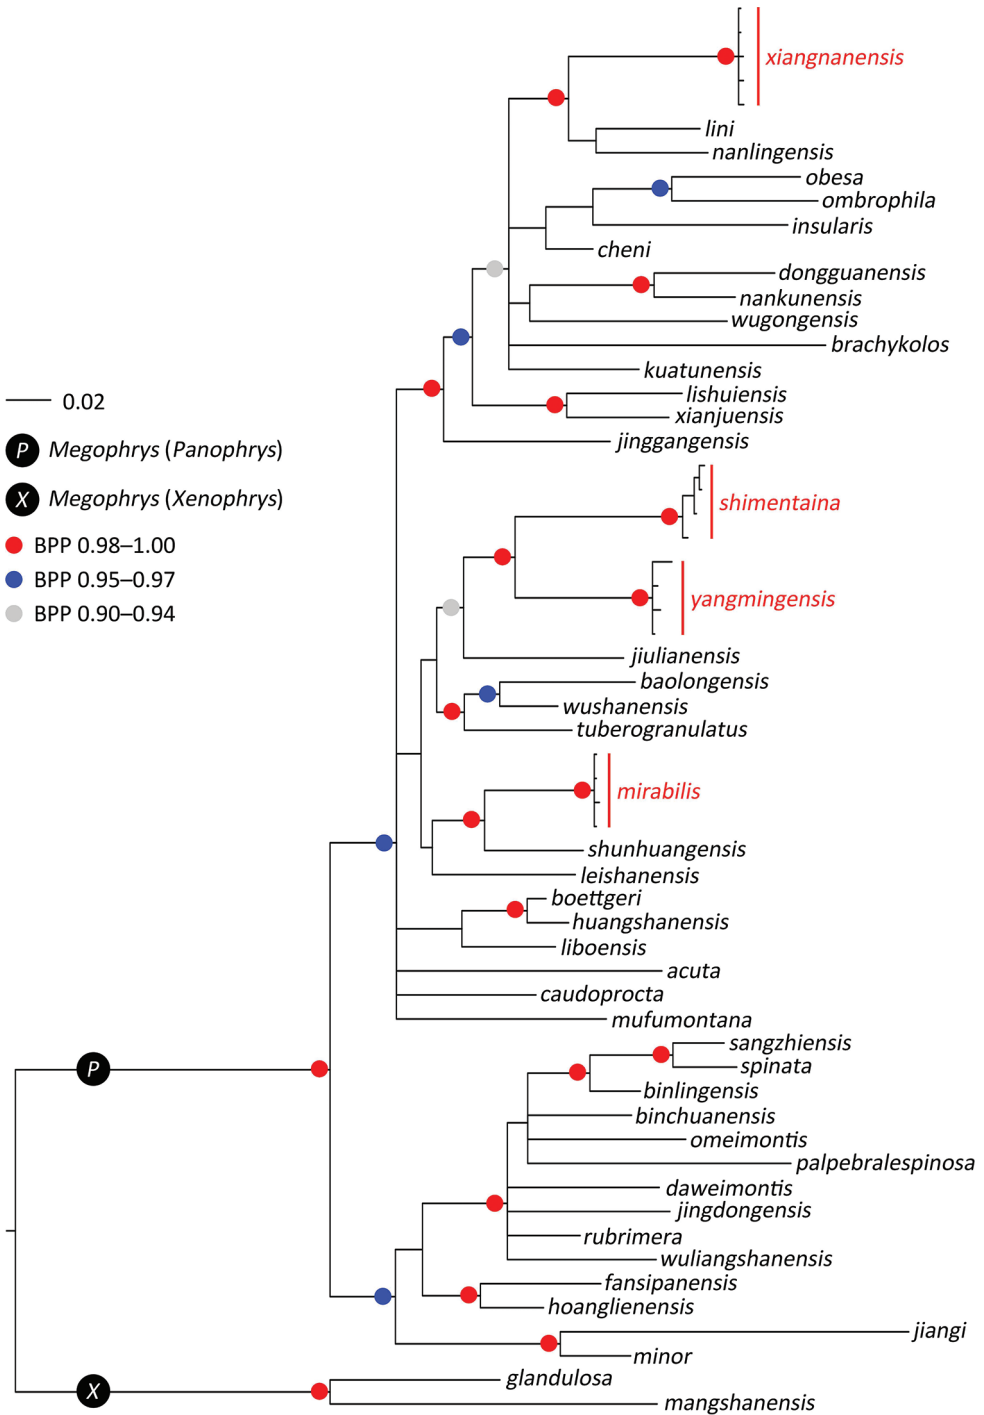 xiangnanensis
lini
nanlingensis
obesa
ombrophila
insularis
cheni
dongguanensis
nankunensis
wugongensis
brachykolos
kuatunensis
lishuiensis
xianjuensis
jinggangensis
0.02
P Megophrys (Panophrys)
X Megophrys (Xenophrys)
BPP 0.98–1.00
BPP 0.95–0.97
BPP 0.90–0.94
shimentaina
yangmingensis
jiulianensis
baolongensis
wushanensis
tuberogranulatus
mirabilis
shunhuangensis
leishanensis
boettgeri
huangshanensis
liboensis
acuta
caudoprocta
mufumontana
sangzhiensis
P
spinata
binlingensis
binchuanensis
omeimontis
palpebralespinosa
daweimontis
jingdongensis
rubrimera
wuliangshanensis
fansipanensis
hoanglienensis
jiangi
minor
glandulosa
X
mangshanensis